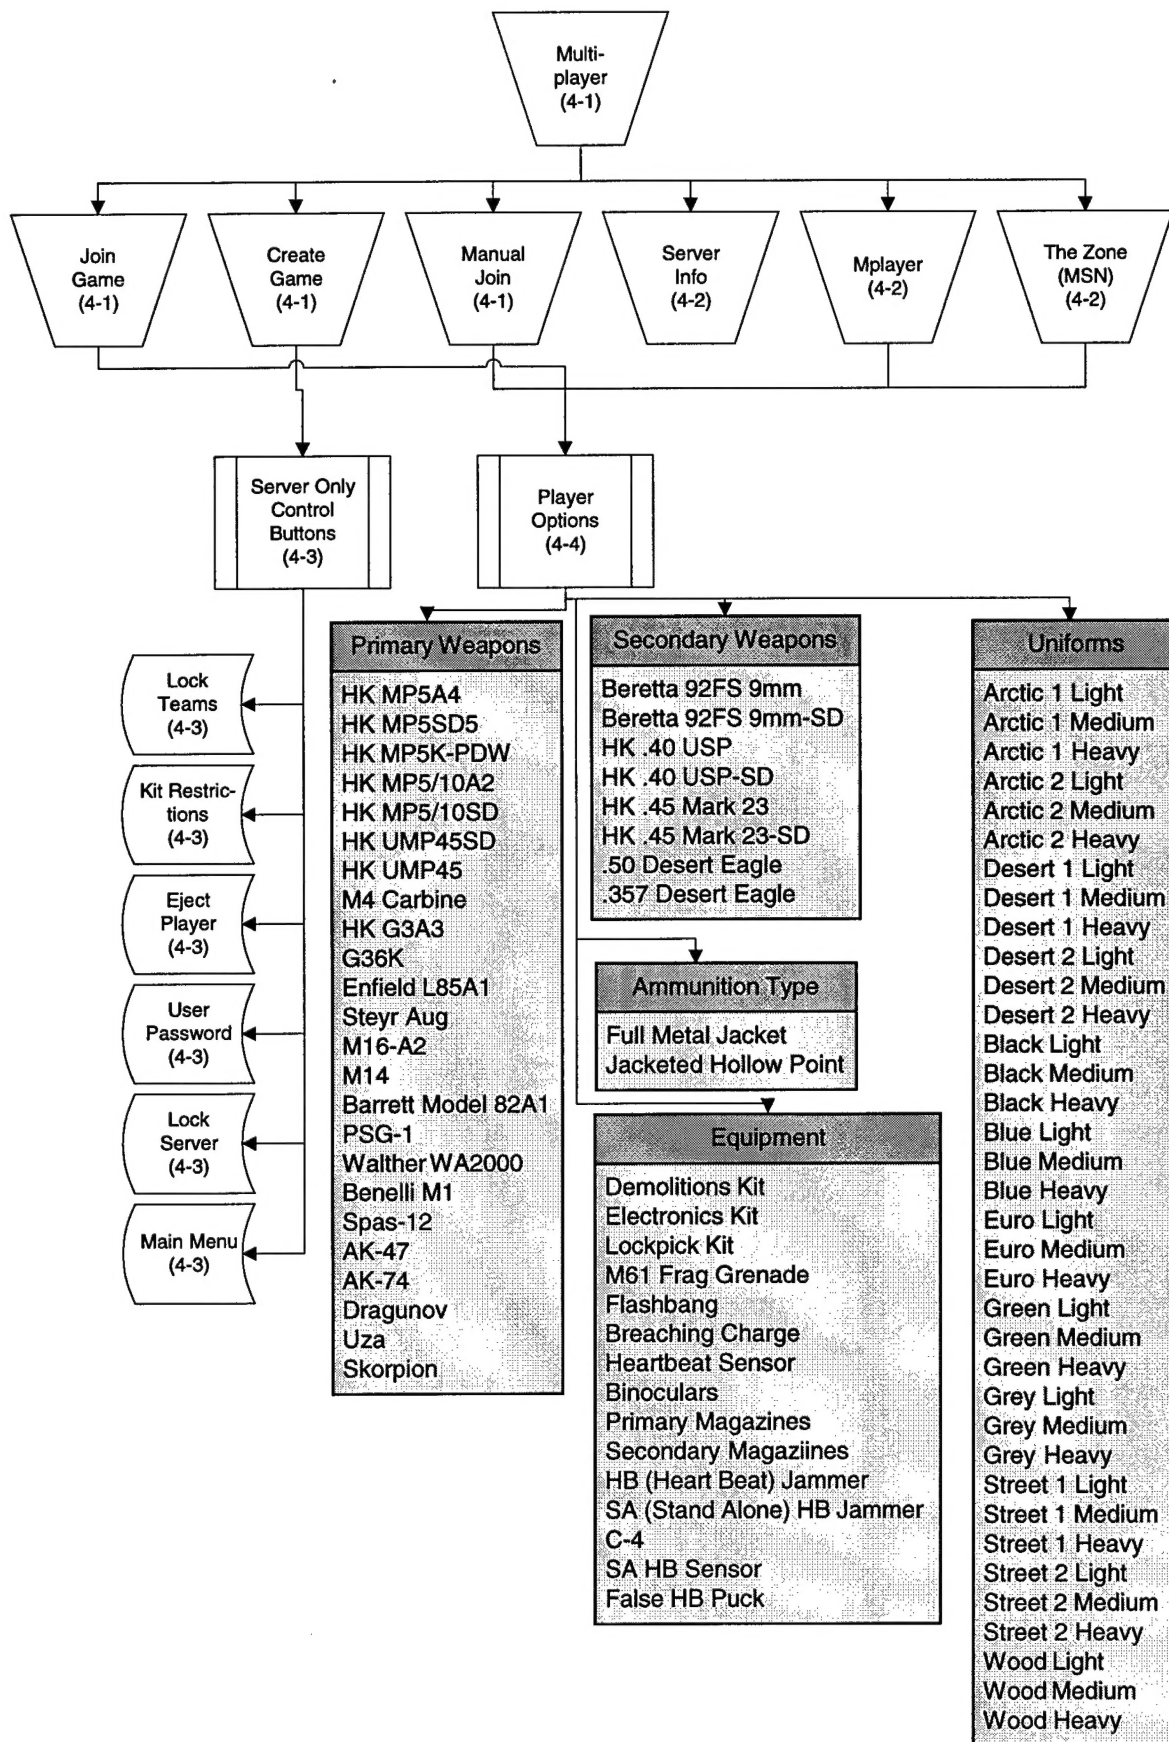 Multi-
player
(4-1)
Join
Game
(4-1)
Create
Game
(4-1)
Manual
Join
(4-1)
Server
Info
(4-2)
Mplayer
(4-2)
The Zone
(MSN)
(4-2)
Server Only
Control
Buttons
(4-3)
Player
Options
(4-4)
Lock
Teams
(4-3)
Kit Restric-
tions
(4-3)
Eject
Player
(4-3)
User
Password
(4-3)
Lock
Server
(4-3)
Main Menu
(4-3)
Primary Weapons
HK MP5A4
HK MP5SD5
HK MP5K-PDW
HK MP5/10A2
HK MP5/10SD
HK UMP45SD
HK UMP45
M4 Carbine
HK G3A3
G36K
Enfield L85A1
Steyr Aug
M16-A2
M14
Barrett Model 82A1
PSG-1
Walther WA2000
Benelli M1
Spas-12
AK-47
AK-74
Dragunov
Uza
Skorpion
Secondary Weapons
Beretta 92FS 9mm
Beretta 92FS 9mm-SD
HK .40 USP
HK .40 USP-SD
HK .45 Mark 23
HK .45 Mark 23-SD
.50 Desert Eagle
.357 Desert Eagle
Ammunition Type
Full Metal Jacket
Jacketed Hollow Point
Equipment
Demolitions Kit
Electronics Kit
Lockpick Kit
M61 Frag Grenade
Flashbang
Breaching Charge
Heartbeat Sensor
Binoculars
Primary Magazines
Secondary Magaziines
HB (Heart Beat) Jammer
SA (Stand Alone) HB Jammer
C-4
SA HB Sensor
False HB Puck
Uniforms
Arctic 1 Light
Arctic 1 Medium
Arctic 1 Heavy
Arctic 2 Light
Arctic 2 Medium
Arctic 2 Heavy
Desert 1 Light
Desert 1 Medium
Desert 1 Heavy
Desert 2 Light
Desert 2 Medium
Desert 2 Heavy
Black Light
Black Medium
Black Heavy
Blue Light
Blue Medium
Blue Heavy
Euro Light
Euro Medium
Euro Heavy
Green Light
Green Medium
Green Heavy
Grey Light
Grey Medium
Grey Heavy
Street 1 Light
Street 1 Medium
Street 1 Heavy
Street 2 Light
Street 2 Medium
Street 2 Heavy
Wood Light
Wood Medium
Wood Heavy